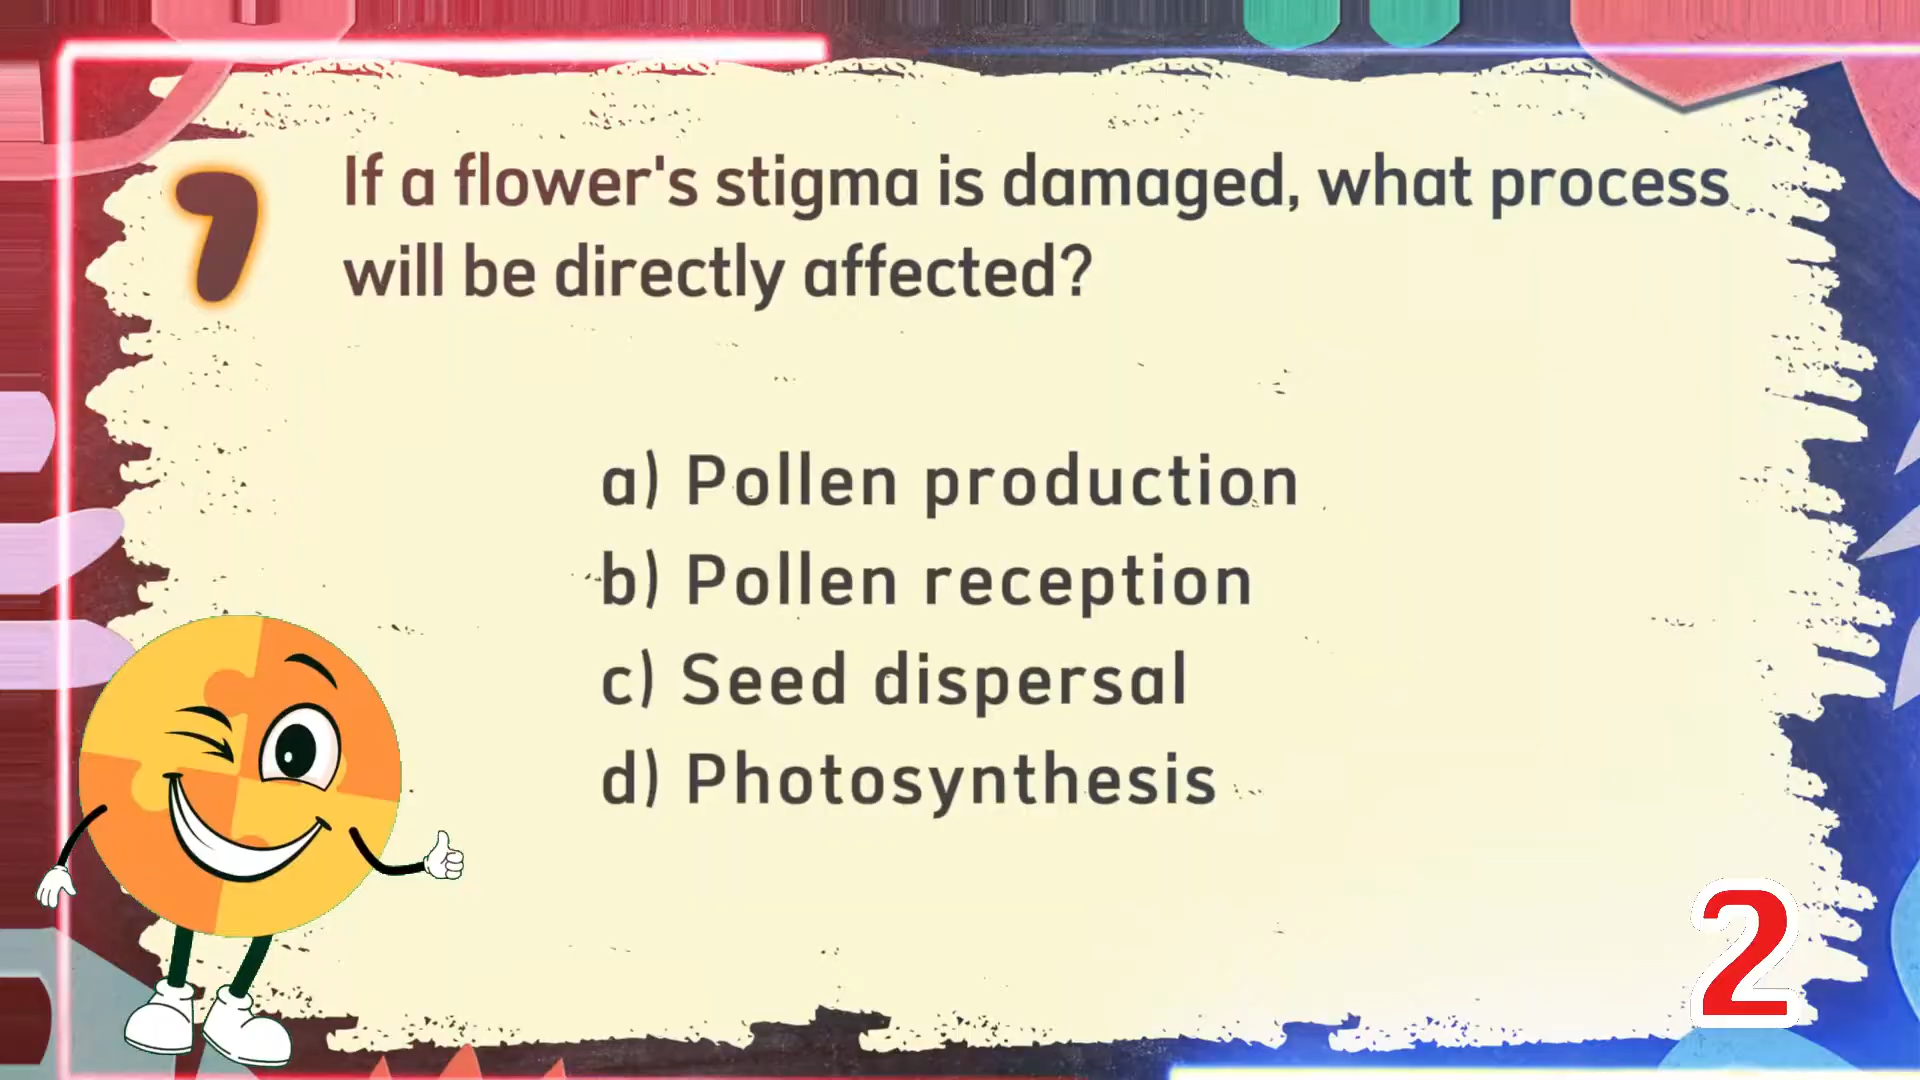 7
If a flower's stigma is damaged, what process
will be directly affected?
a) Pollen production
b) Pollen reception
c) Seed dispersal
d) Photosynthesis
2